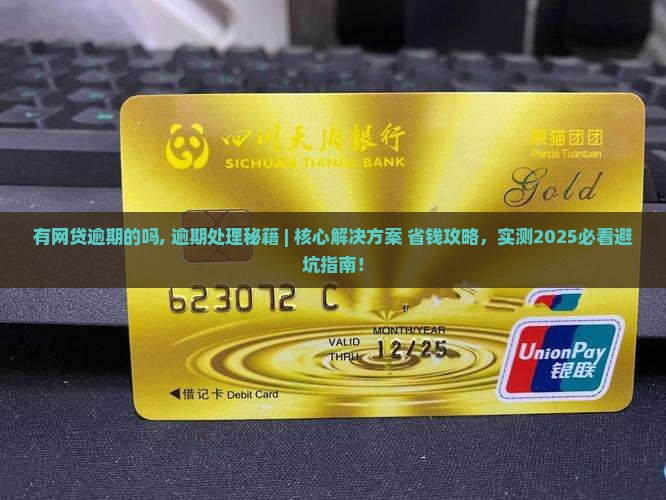 四川天府银行
SICHUAN TIANFU BANK
熊猫团团
Panda Tuantuan
Gold
有网贷逾期的吗, 逾期处理秘籍 | 核心解决方案 省钱攻略，实测2025必看避
坑指南！
623072 C
MONTH/YEAR
VALID
THRU 12/25
UnionPay
银联
◀借记卡 Debit Card